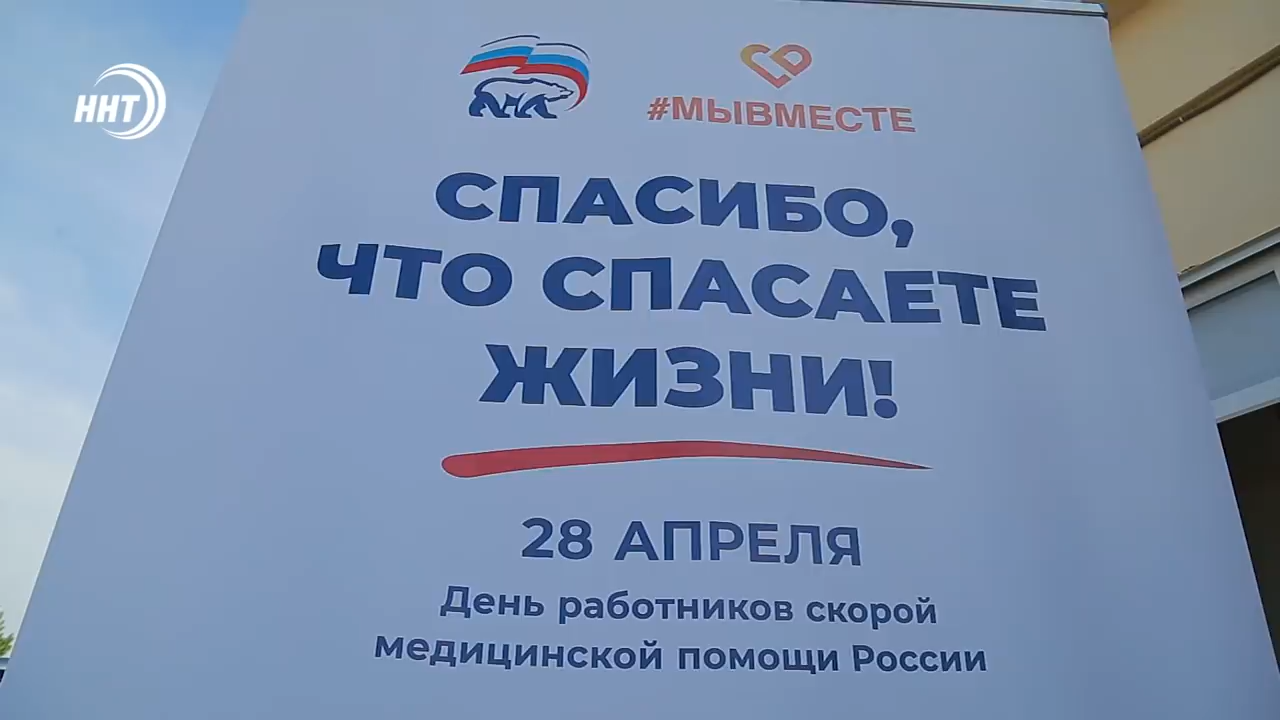 ННТ
#МЫВМЕСТЕ
СПАСИБО,
ЧТО СПАСАЕТЕ
ЖИЗНИ!
28 АПРЕЛЯ
День работников скорой
медицинской помощи России